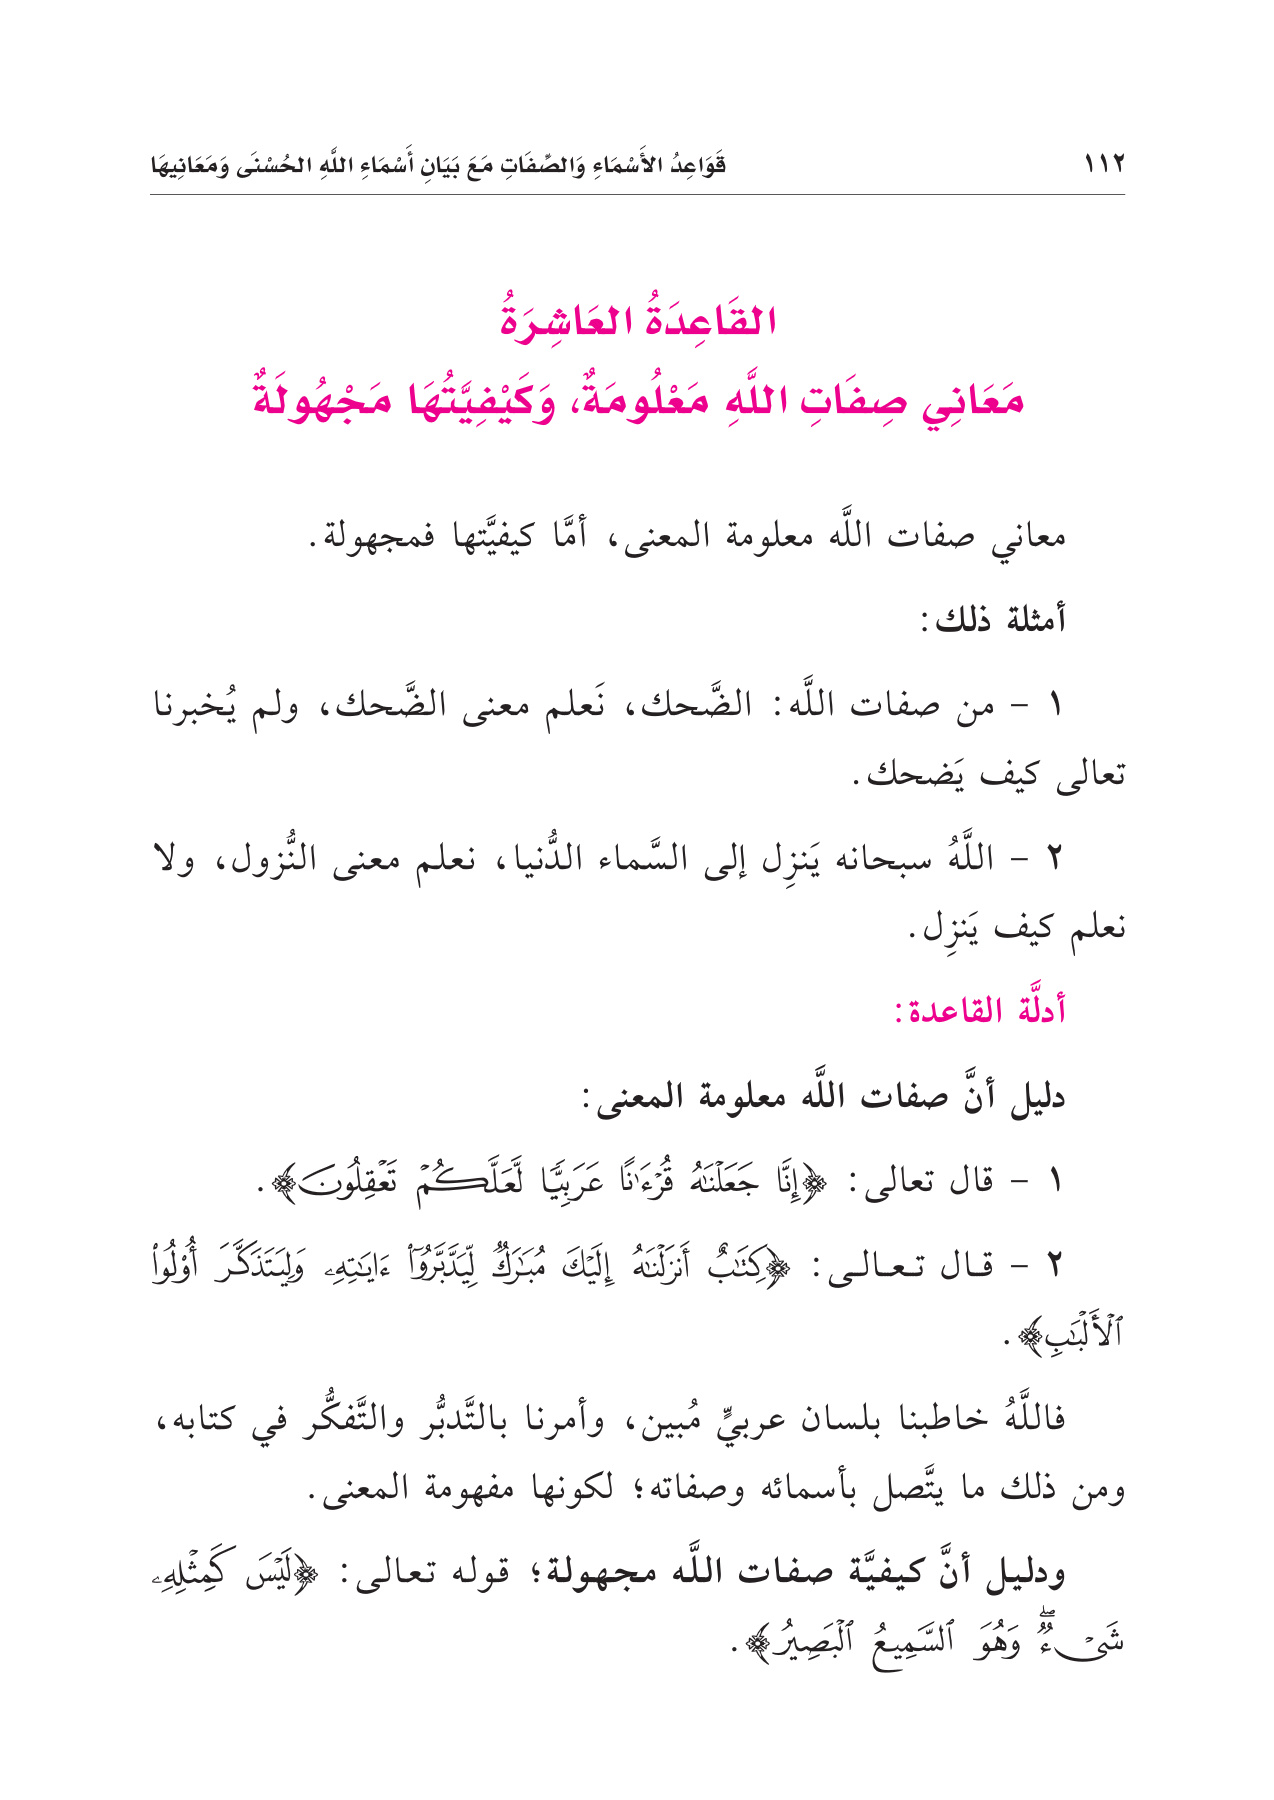 ١١٢ قَوَاعِدُ الأَسْمَاءِ وَالصِّفَاتِ مَعَ بَيَانِ أَسْمَاءِ اللَّهِ الحُسْنَى وَمَعَانِيهَا
القَاعِدَةُ العَاشِرَةُ
مَعَانِي صِفَاتِ اللَّهِ مَعْلُومَةٌ، وَكَيْفِيَّتُهَا مَجْهُولَةٌ
معاني صفات اللَّه معلومة المعنى، أمَّا كيفيَّتها فمجهولة.
أمثلة ذلك:
١ - من صفات اللَّه: الضَّحك، نَعلم معنى الضَّحك، ولم يُخبرنا
تعالى كيف يَضحك.
٢ - اللَّهُ سبحانه يَنزِل إلى السَّماء الدُّنيا، نعلم معنى النُّزول، ولا
نعلم كيف يَنزِل.
أدلَّة القاعدة:
دليل أنَّ صفات اللَّه معلومة المعنى:
١ - قال تعالى: ﴿إِنَّا جَعَلۡنَٰهُ قُرۡءَٰنًا عَرَبِيّٗا لَّعَلَّكُمۡ تَعۡقِلُونَ﴾.
٢ - قال تعالى: ﴿كِتَٰبٌ أَنزَلۡنَٰهُ إِلَيۡكَ مُبَٰرَكٞ لِّيَدَّبَّرُوٓاْ ءَايَٰتِهِۦ وَلِيَتَذَكَّرَ أُوْلُواْ
ٱلۡأَلۡبَٰبِ﴾.
فاللَّهُ خاطبنا بلسان عربيٍّ مُبين، وأمرنا بالتَّدبُّر والتَّفكُّر في كتابه،
ومن ذلك ما يتَّصل بأسمائه وصفاته؛ لكونها مفهومة المعنى.
ودليل أنَّ كيفيَّة صفات اللَّه مجهولة؛ قوله تعالى: ﴿لَيۡسَ كَمِثۡلِهِۦ
شَيۡءٞۖ وَهُوَ ٱلسَّمِيعُ ٱلۡبَصِيرُ﴾.